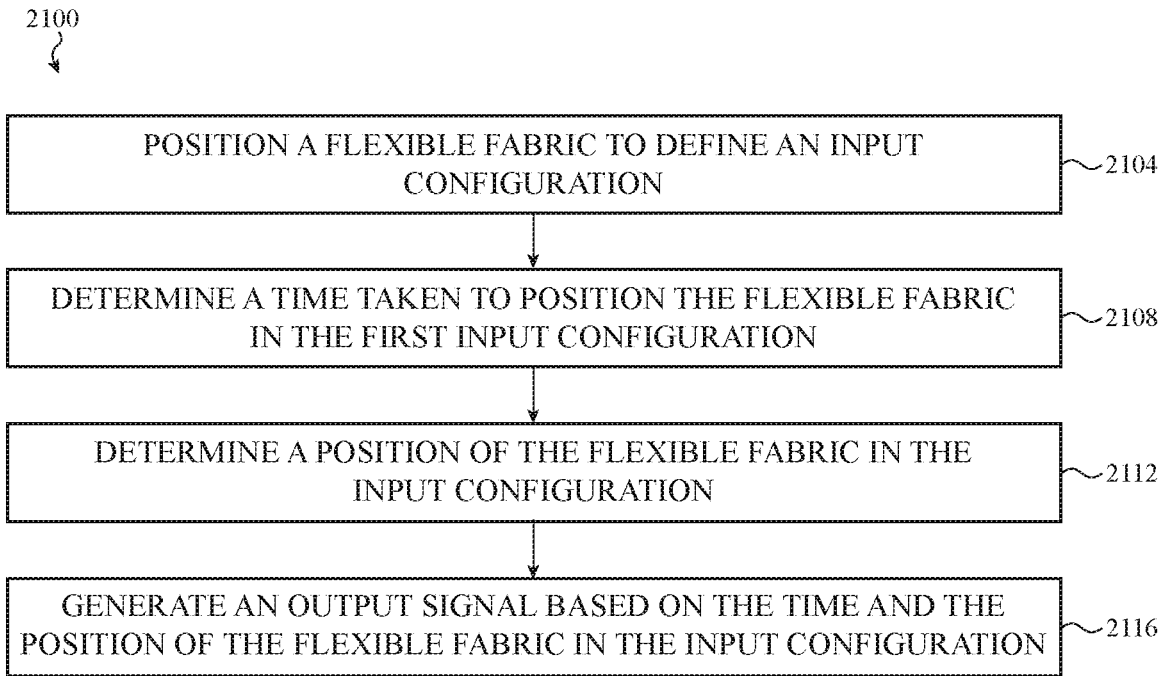 2100
POSITION A FLEXIBLE FABRIC TO DEFINE AN INPUT
CONFIGURATION
2104
DETERMINE A TIME TAKEN TO POSITION THE FLEXIBLE FABRIC
IN THE FIRST INPUT CONFIGURATION
2108
DETERMINE A POSITION OF THE FLEXIBLE FABRIC IN THE
INPUT CONFIGURATION
2112
GENERATE AN OUTPUT SIGNAL BASED ON THE TIME AND THE
POSITION OF THE FLEXIBLE FABRIC IN THE INPUT CONFIGURATION
2116